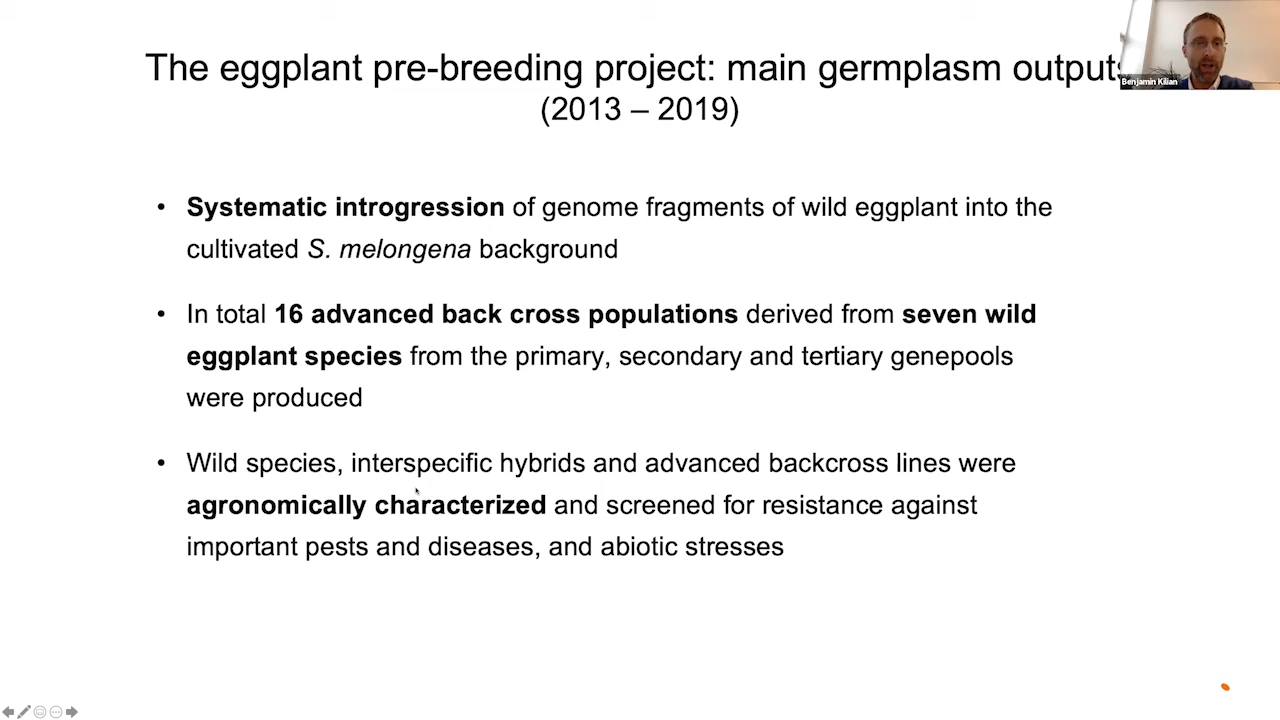 The eggplant pre-breeding project: main germplasm outputs
(2013 – 2019)
Benjamin Kilian
• Systematic introgression of genome fragments of wild eggplant into the
cultivated S. melongena background
• In total 16 advanced back cross populations derived from seven wild
eggplant species from the primary, secondary and tertiary genepools
were produced
• Wild species, interspecific hybrids and advanced backcross lines were
agronomically characterized and screened for resistance against
important pests and diseases, and abiotic stresses